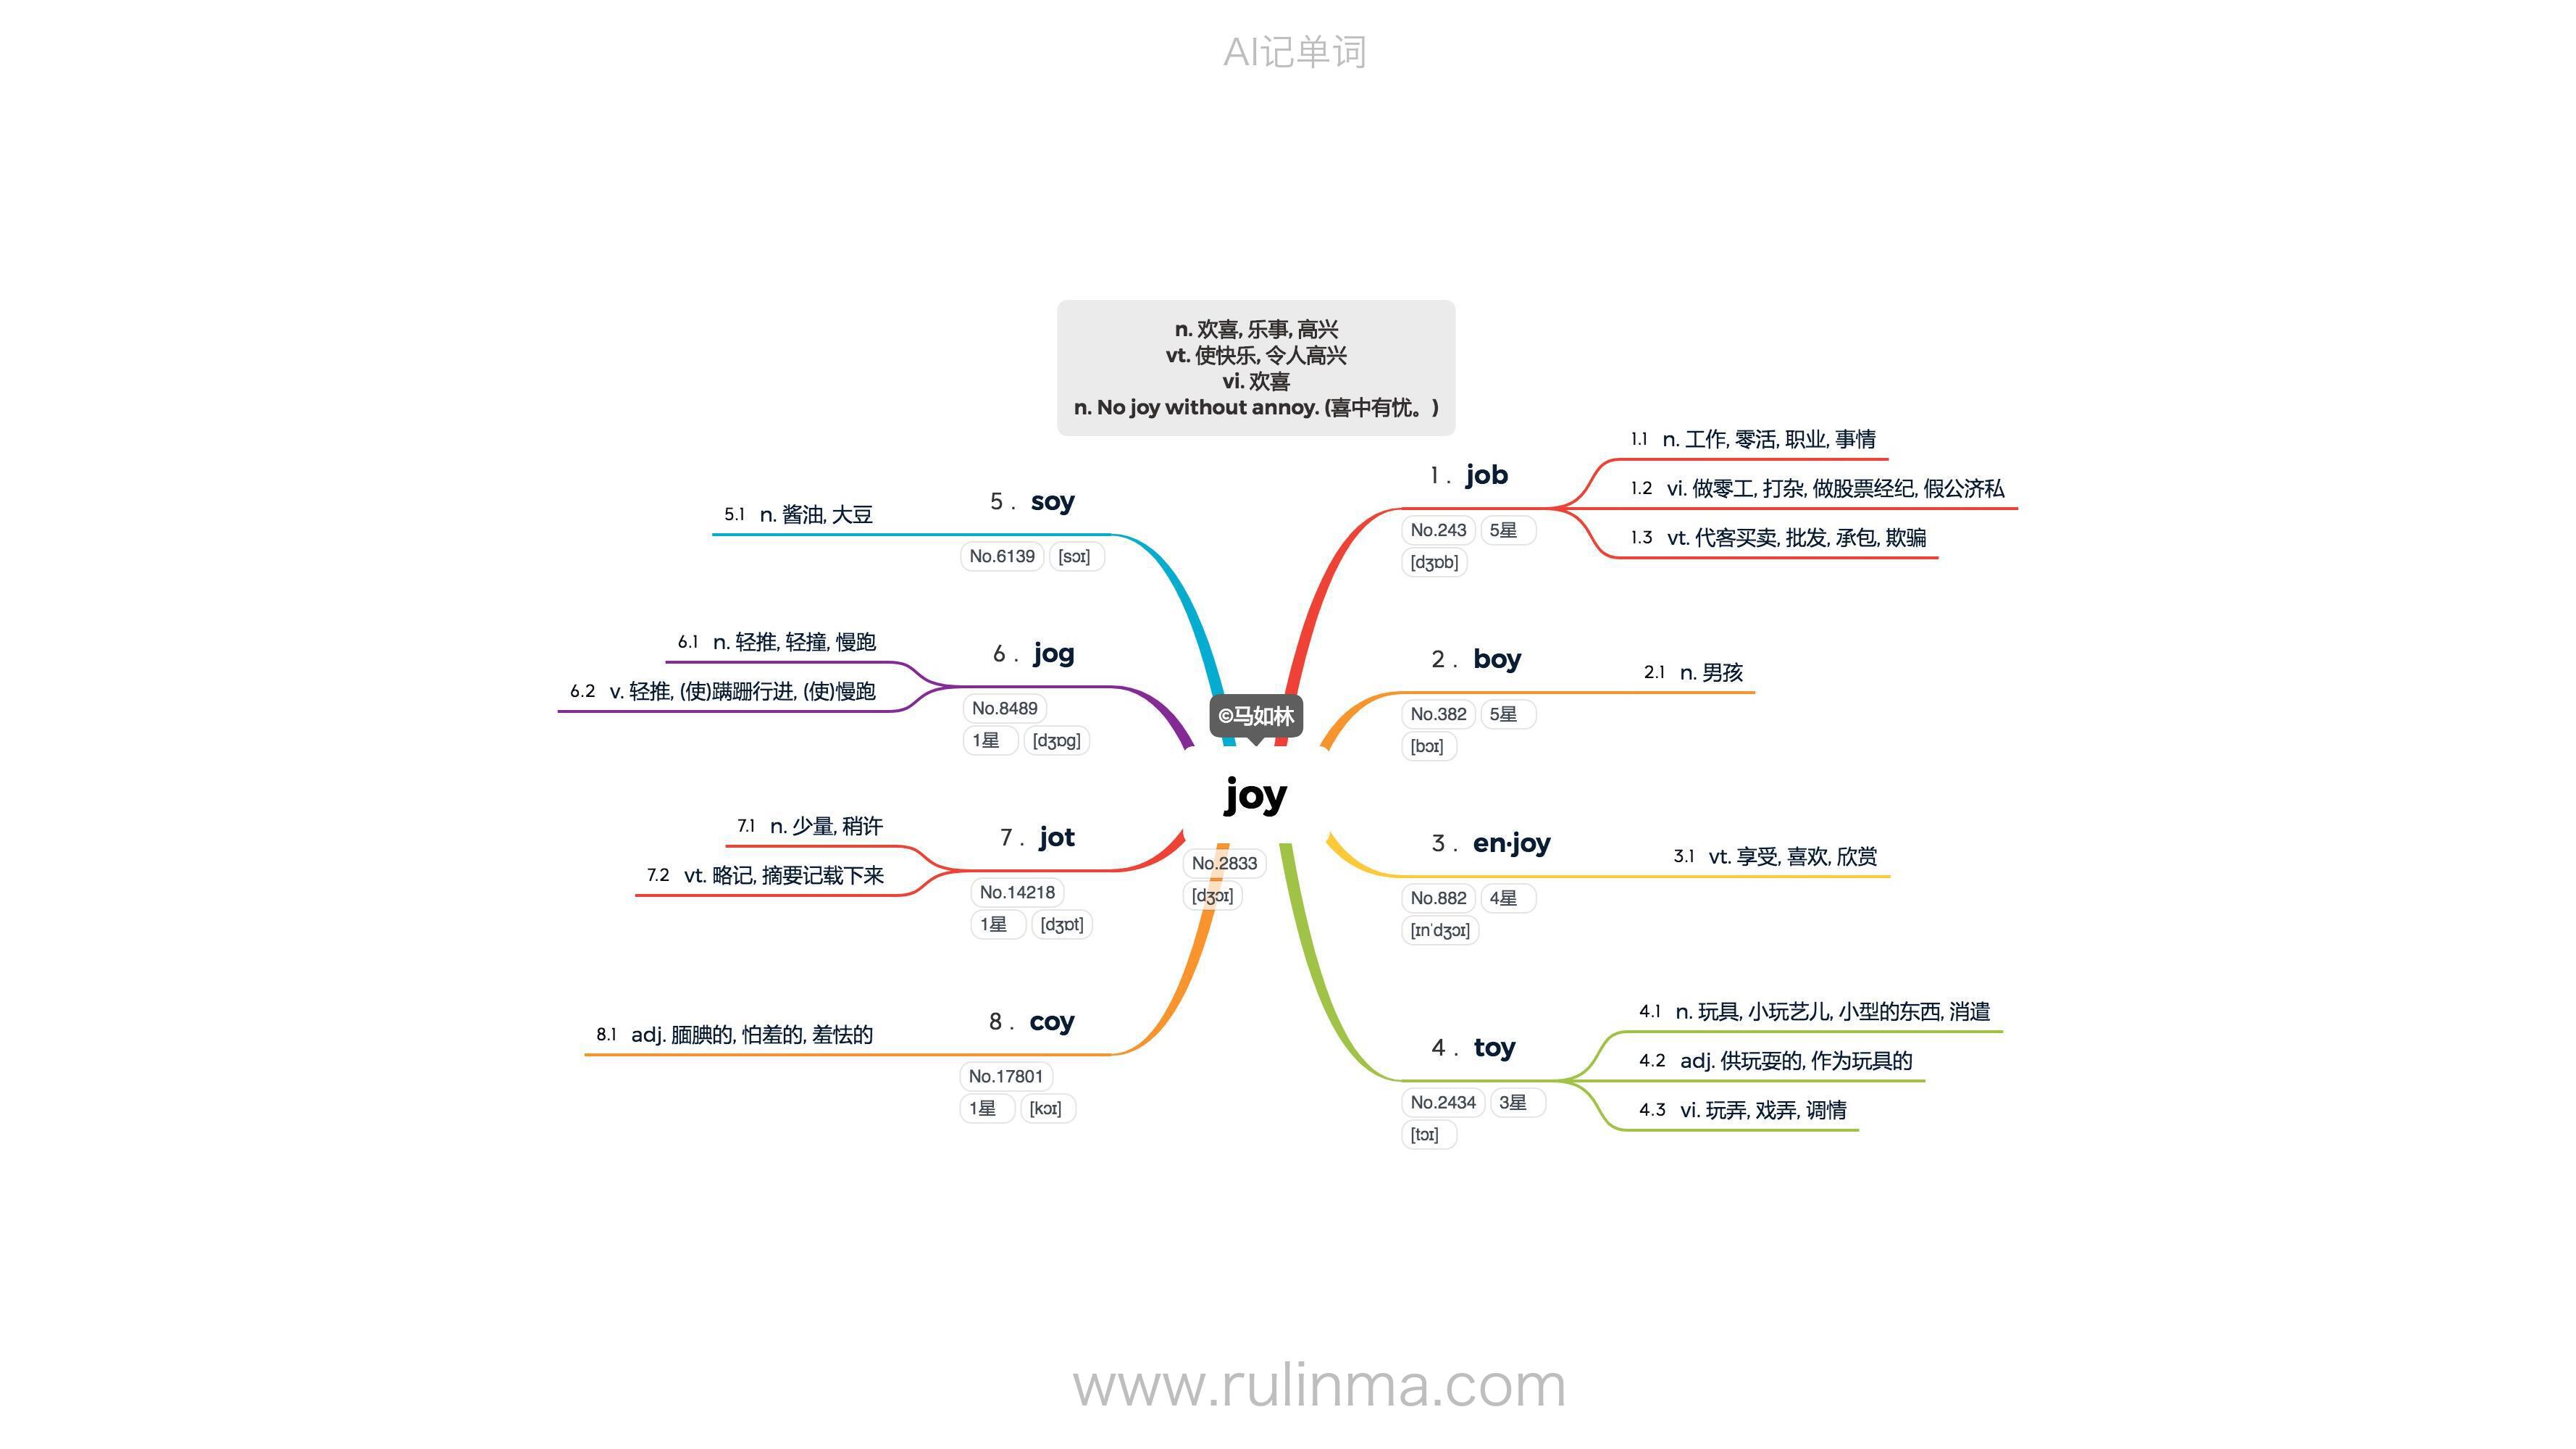 AI记单词
n. 欢喜, 乐事, 高兴
vt. 使快乐, 令人高兴
vi. 欢喜
n. No joy without annoy. (喜中有忧。)
©马如林
joy
No.2833
[dʒɔɪ]
1 . job
No.243 5星
[dʒɒb]
1.1 n. 工作, 零活, 职业, 事情
1.2 vi. 做零工, 打杂, 做股票经纪, 假公济私
1.3 vt. 代客买卖, 批发, 承包, 欺骗
2 . boy
No.382 5星
[bɔɪ]
2.1 n. 男孩
3 . en·joy
No.882 4星
[ɪnˈdʒɔɪ]
3.1 vt. 享受, 喜欢, 欣赏
4 . toy
No.2434 3星
[tɔɪ]
4.1 n. 玩具, 小玩艺儿, 小型的东西, 消遣
4.2 adj. 供玩耍的, 作为玩具的
4.3 vi. 玩弄, 戏弄, 调情
5 . soy
No.6139 [sɔɪ]
5.1 n. 酱油, 大豆
6 . jog
No.8489
1星 [dʒɒg]
6.1 n. 轻推, 轻撞, 慢跑
6.2 v. 轻推, (使)蹒跚行进, (使)慢跑
7 . jot
No.14218
1星 [dʒɒt]
7.1 n. 少量, 稍许
7.2 vt. 略记, 摘要记载下来
8 . coy
No.17801
1星 [kɔɪ]
8.1 adj. 腼腆的, 怕羞的, 羞怯的
www.rulinma.com